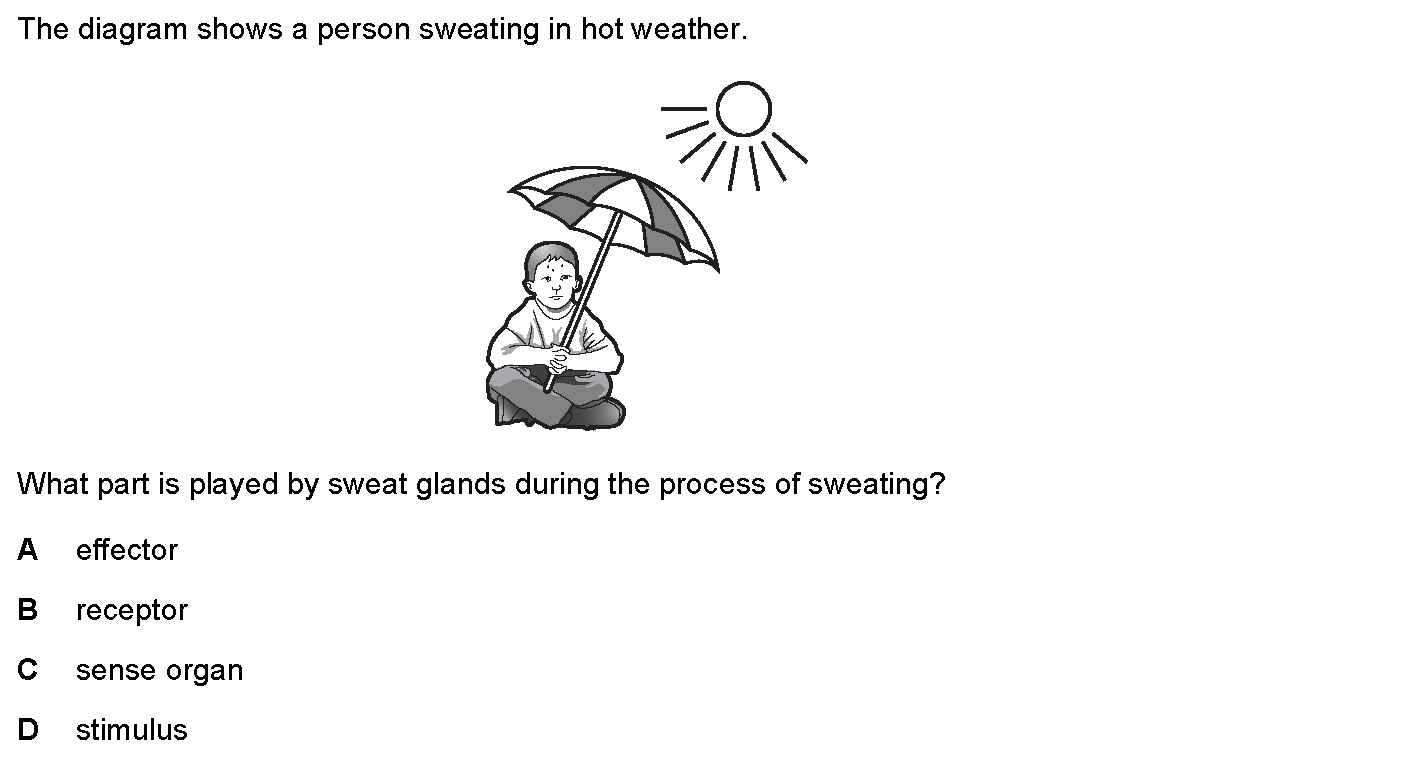 The diagram shows a person sweating in hot weather.
What part is played by sweat glands during the process of sweating?
A effector
B receptor
C sense organ
D stimulus